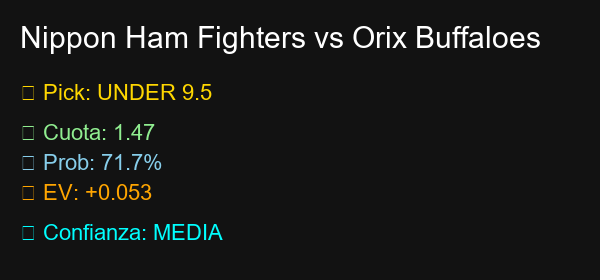 Nippon Ham Fighters vs Orix Buffaloes
Pick: UNDER 9.5
Cuota: 1.47
Prob: 71.7%
EV: +0.053
Confianza: MEDIA